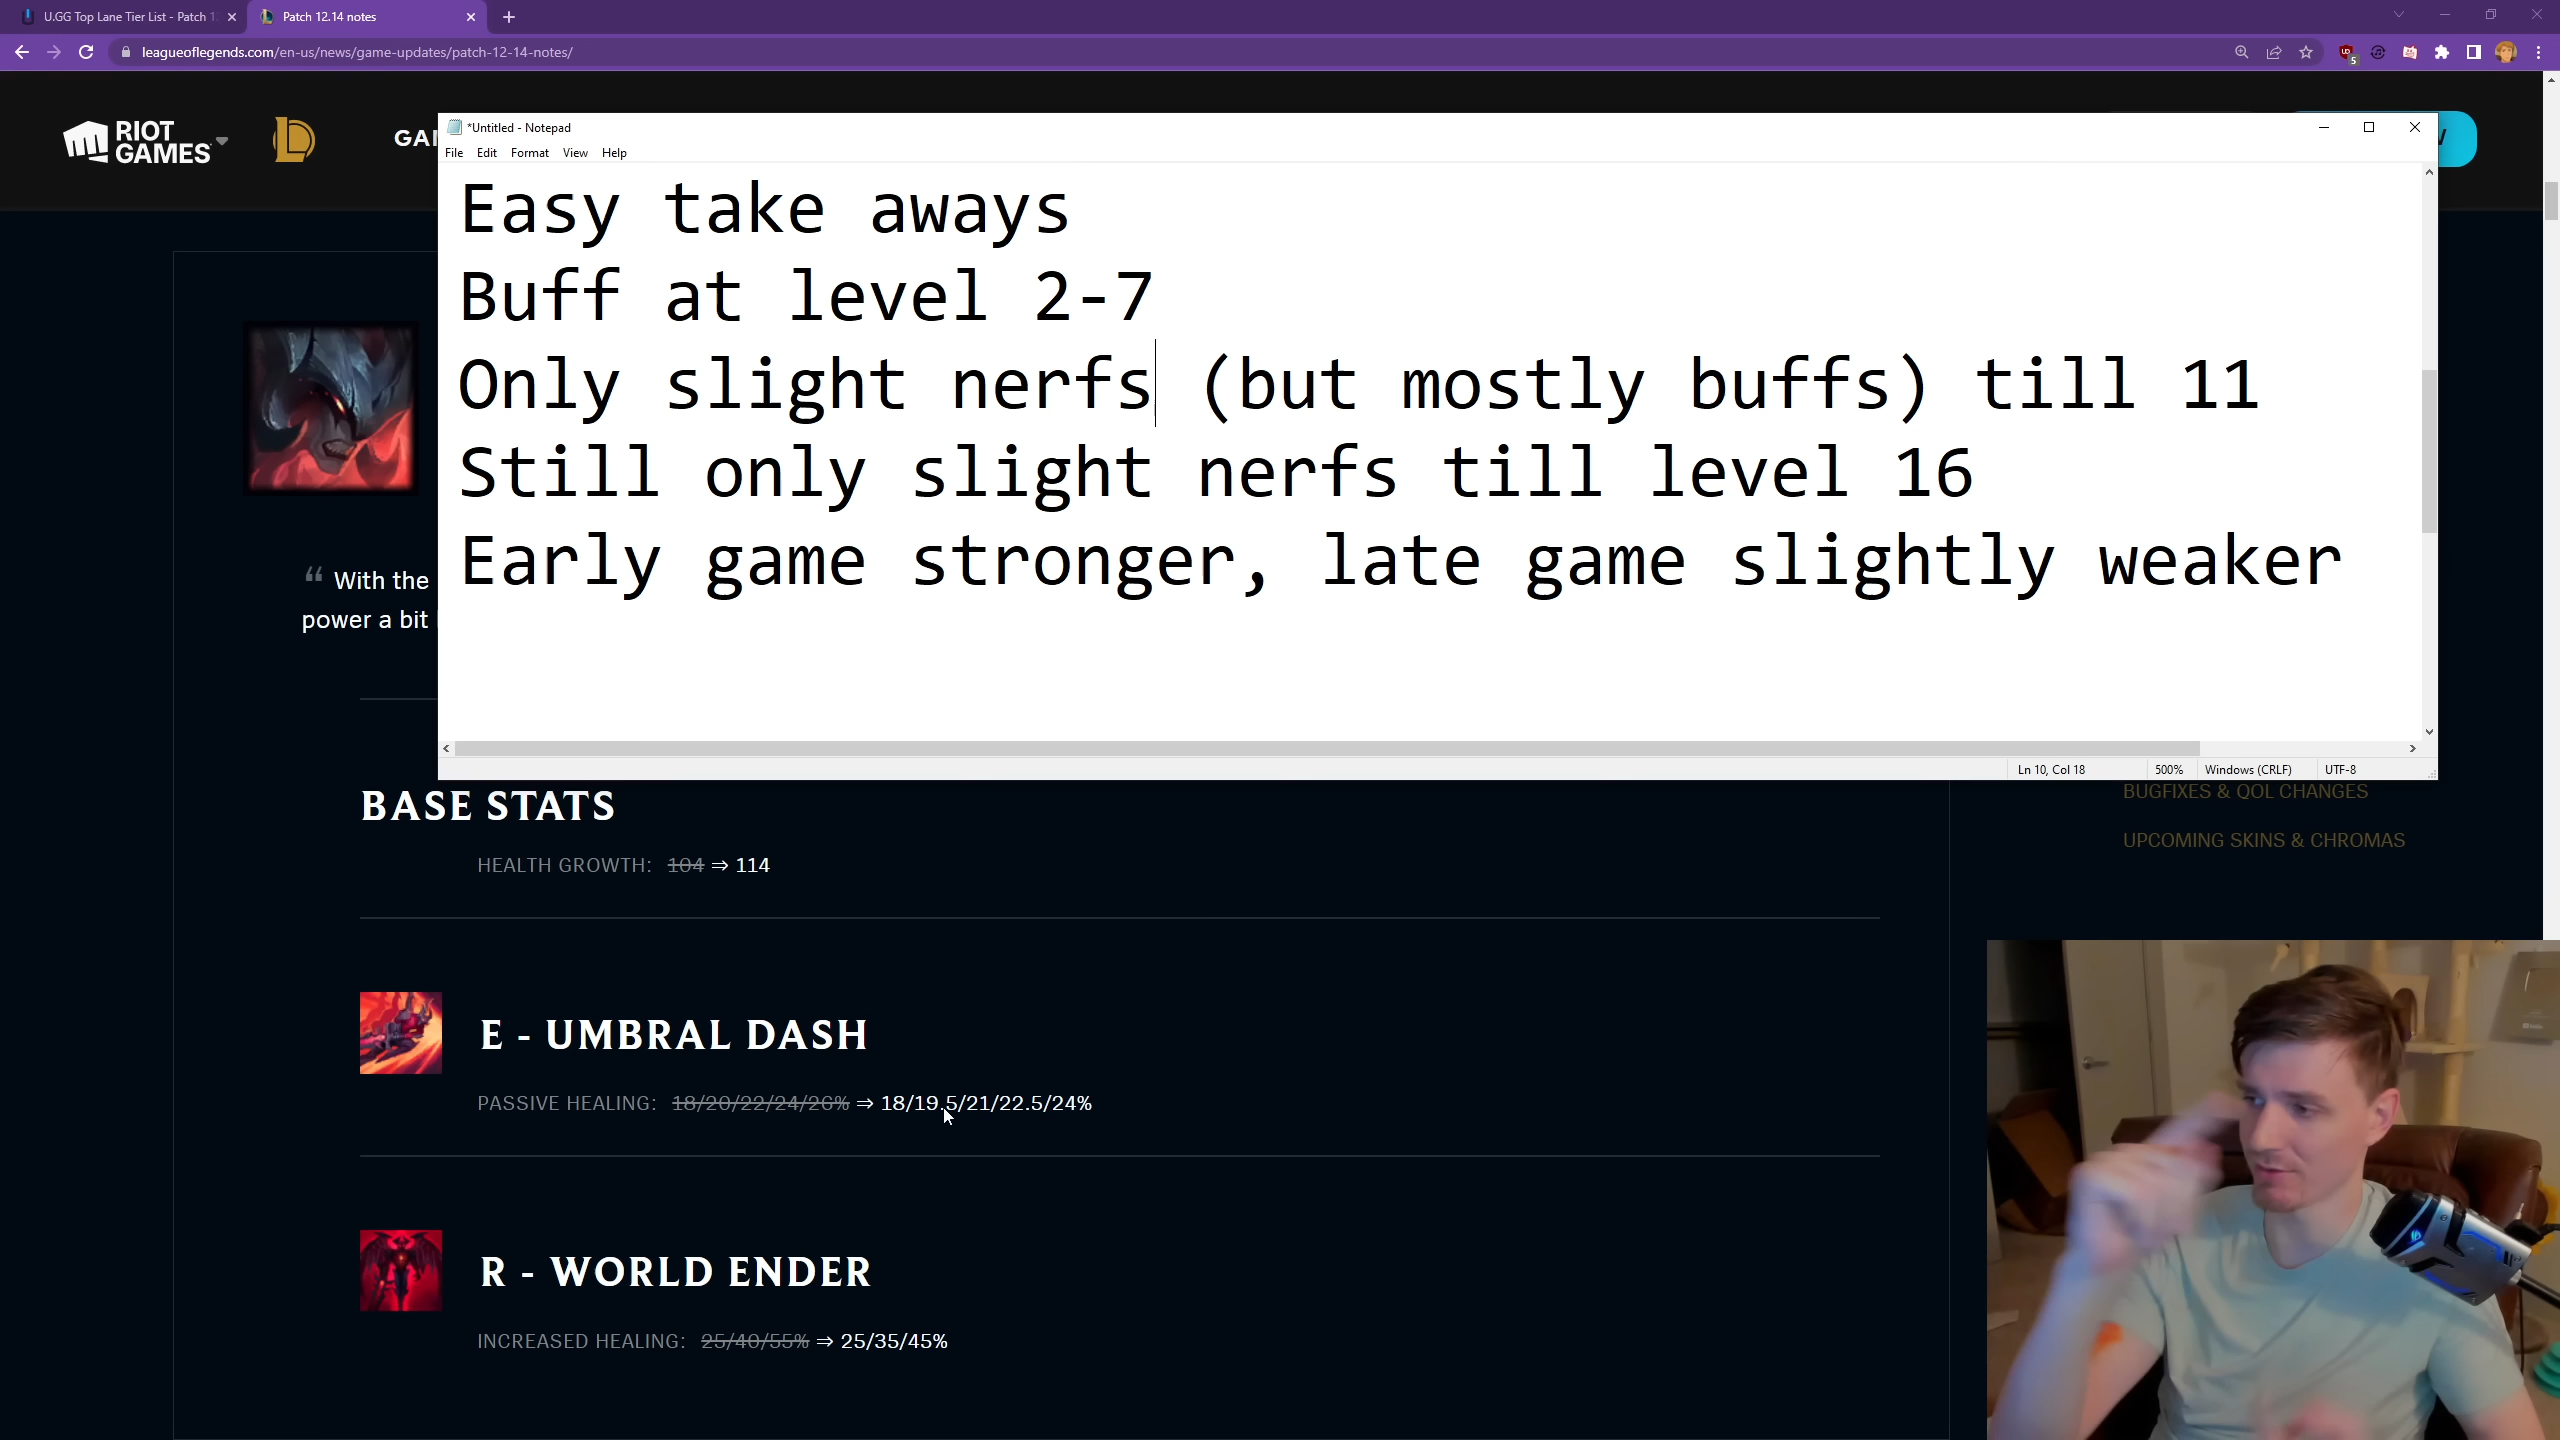 U.GG Top Lane Tier List - Patch 1
Patch 12.14 notes
leagueoflegends.com/en-us/news/game-updates/patch-12-14-notes/
5
RIOT GAMES
*Untitled - Notepad
File Edit Format View Help
Easy take aways
Buff at level 2-7
Only slight nerfs (but mostly buffs) till 11
Still only slight nerfs till level 16
Early game stronger, late game slightly weaker
Ln 10, Col 18 500% Windows (CRLF) UTF-8
“ With the
power a bit
BASE STATS
HEALTH GROWTH: 104 ⇒ 114
E - UMBRAL DASH
PASSIVE HEALING: 18/20/22/24/26% ⇒ 18/19.5/21/22.5/24%
R - WORLD ENDER
INCREASED HEALING: 25/40/55% ⇒ 25/35/45%
BUGFIXES & QOL CHANGES
UPCOMING SKINS & CHROMAS